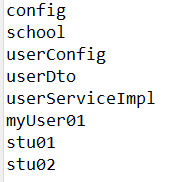 config
school
userConfig
userDto
userServiceImpl
myUser01
stu01
stu02